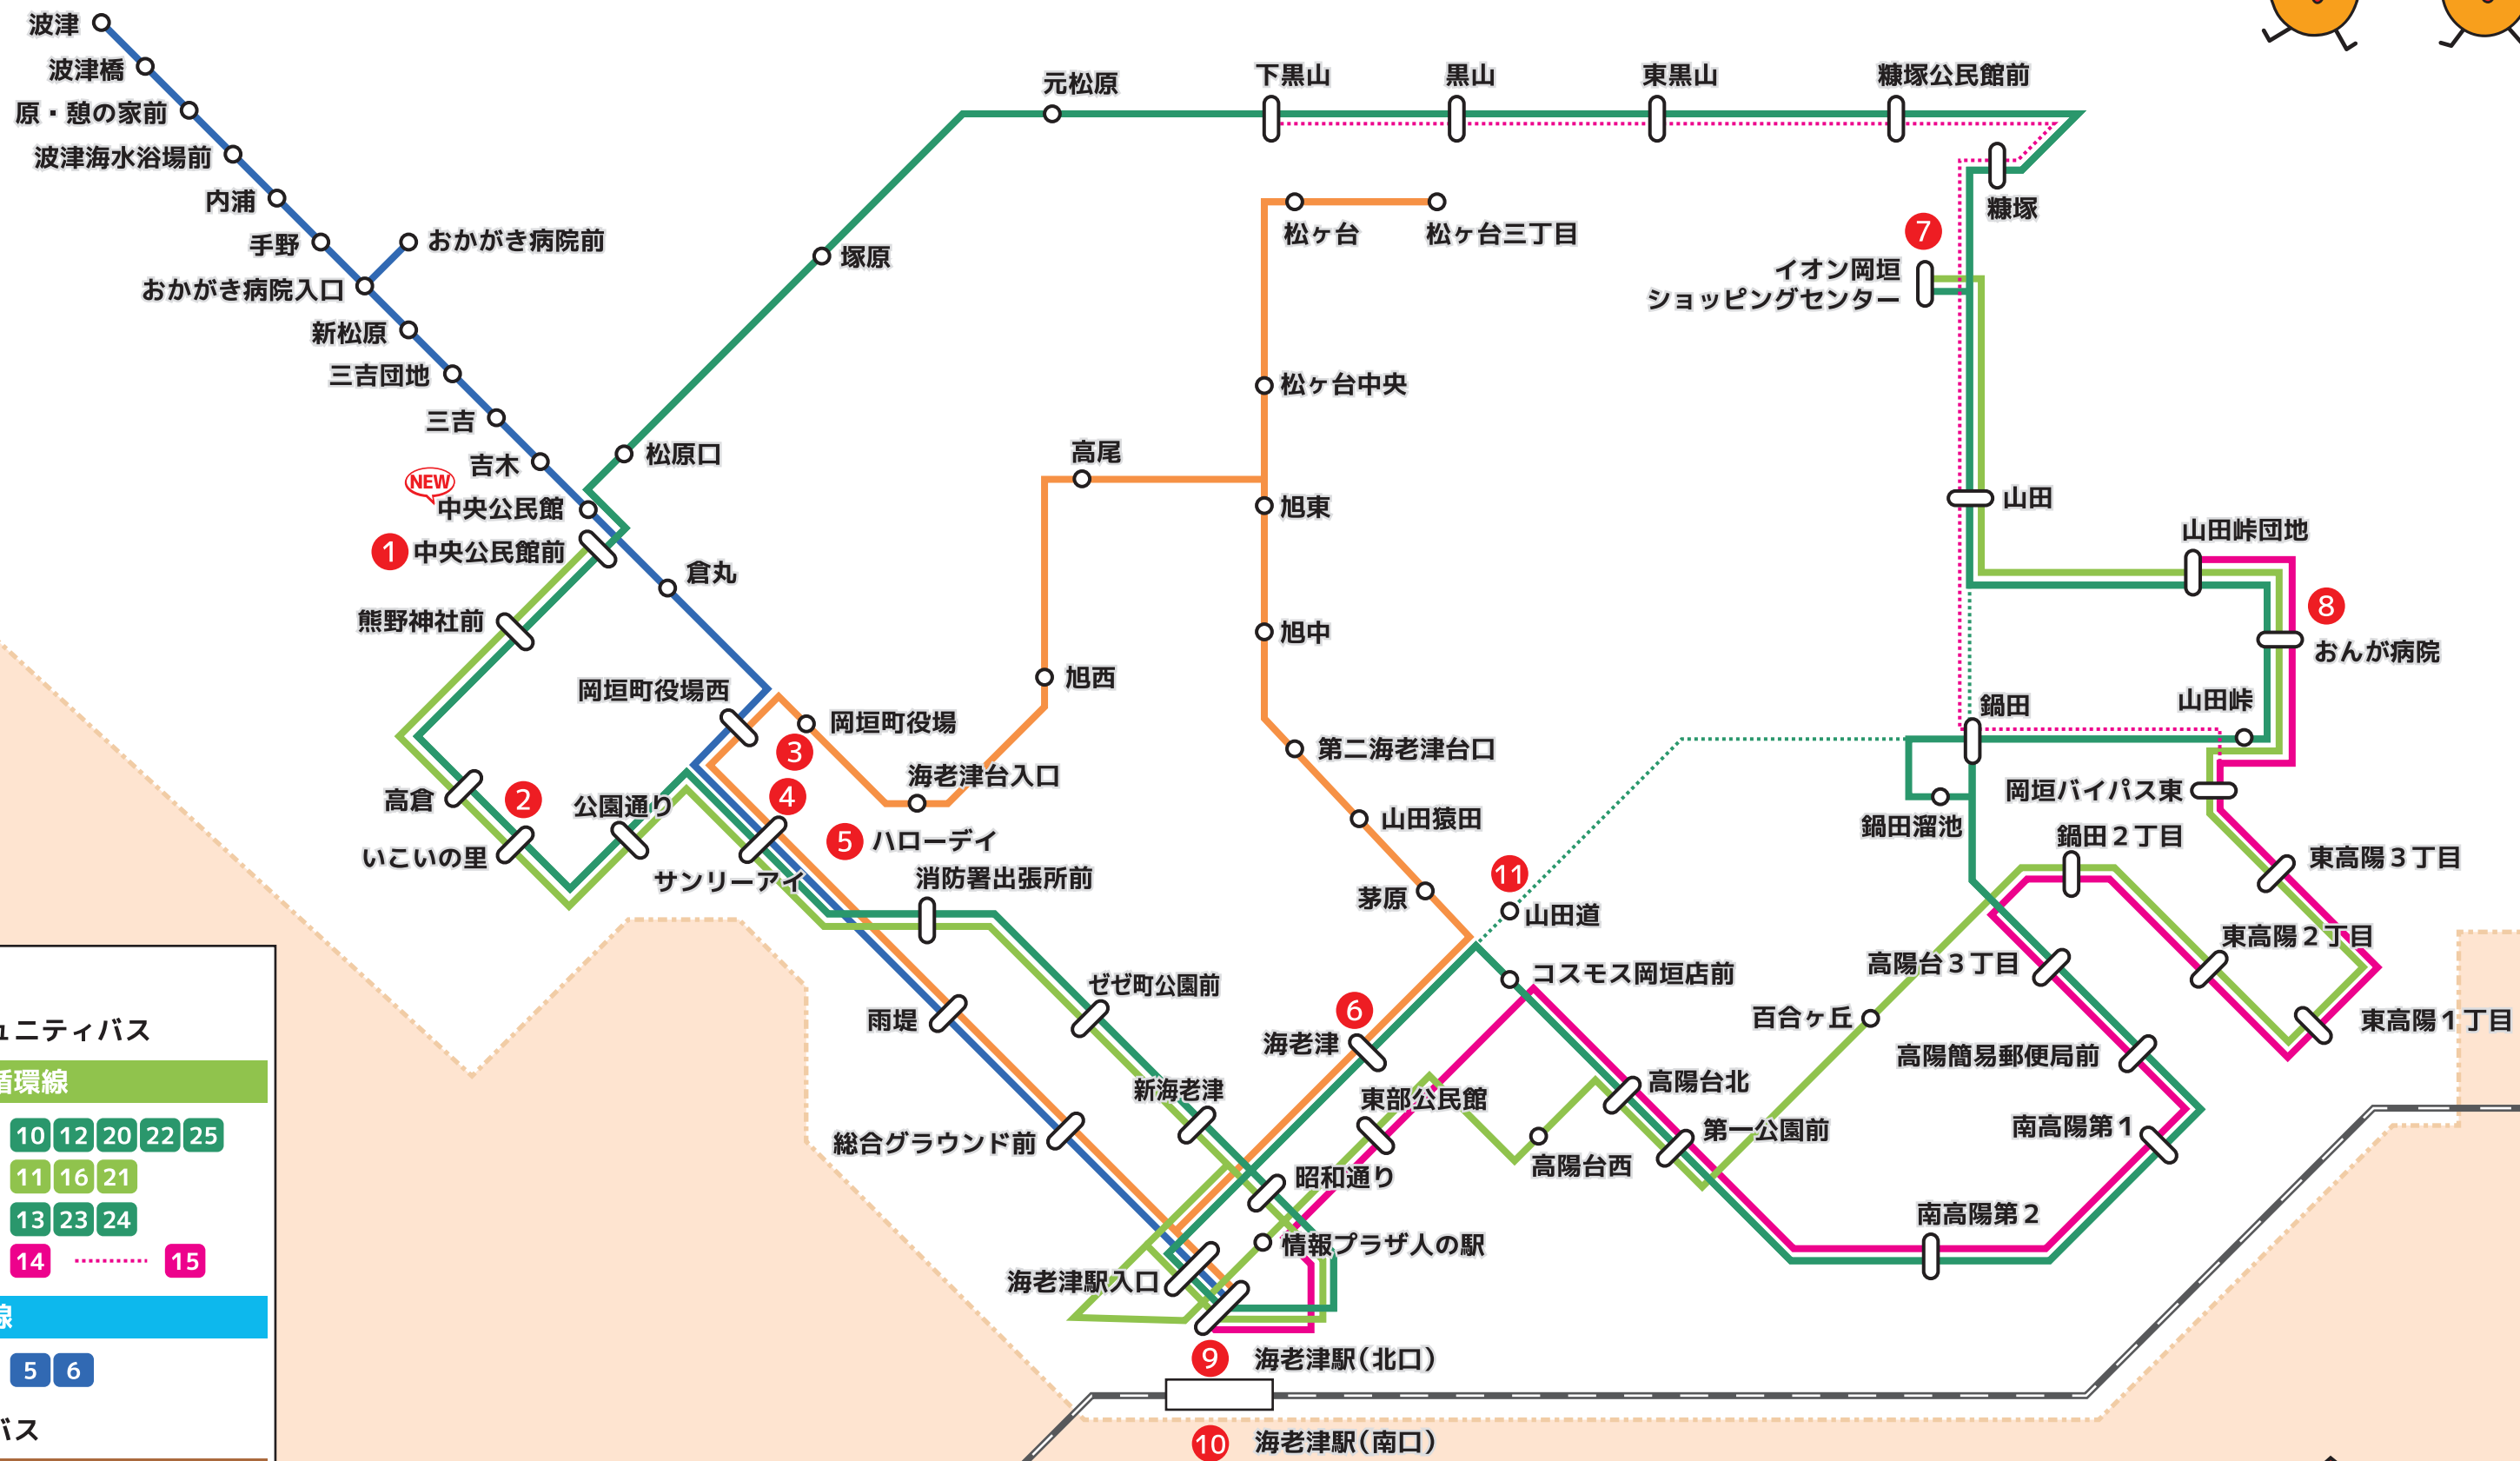 波津
波津橋
原・憩の家前
波津海水浴場前
内浦
手野
おかがき病院前
おかがき病院入口
新松原
三吉団地
三吉
吉木
NEW
中央公民館
1 中央公民館前
倉丸
熊野神社前
岡垣町役場西
高倉
2
いこいの里
公園通り
サンリーアイ
元松原
塚原
松原口
下黒山
黒山
東黒山
糠塚公民館前
糠塚
7
イオン岡垣
ショッピングセンター
松ヶ台
松ヶ台三丁目
松ヶ台中央
高尾
旭東
旭中
旭西
岡垣町役場
3
海老津台入口
4
5 ハローデイ
消防署出張所前
第二海老津台口
山田猿田
茅原
11
山田道
コスモス岡垣店前
山田
山田峠団地
8
おんが病院
山田峠
鍋田
岡垣バイパス東
鍋田溜池
鍋田2丁目
東高陽3丁目
東高陽2丁目
高陽台3丁目
東高陽1丁目
百合ヶ丘
高陽簡易郵便局前
南高陽第1
南高陽第2
雨堤
ゼゼ町公園前
6
海老津
新海老津
東部公民館
高陽台北
第一公園前
高陽台西
総合グラウンド前
昭和通り
情報プラザ人の駅
海老津駅入口
9 海老津駅(北口)
10 海老津駅(南口)
ュニティバス
循環線
10 12 20 22 25
11 16 21
13 23 24
14 15
線
5 6
バス